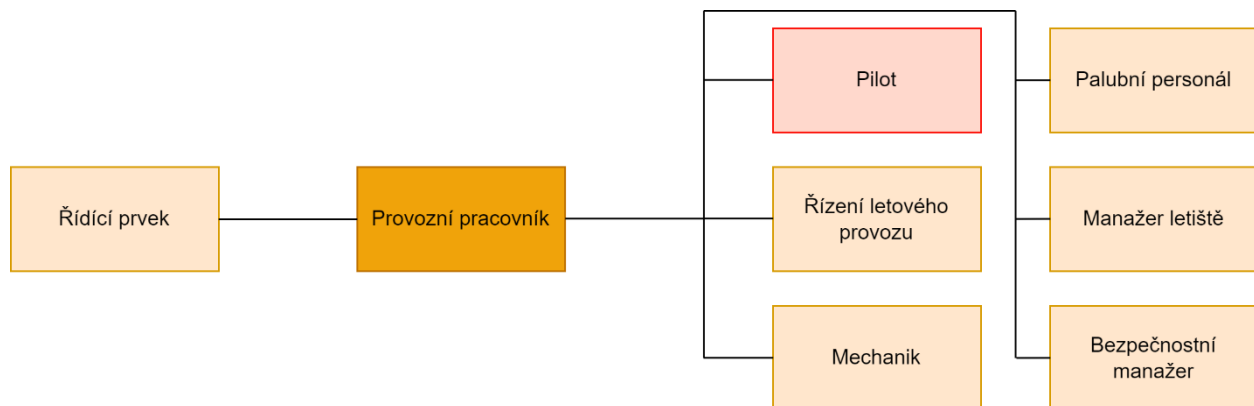 Pilot
Palubní personál
Řídící prvek
Provozní pracovník
Řízení letového
provozu
Manažer letiště
Mechanik
Bezpečnostní
manažer